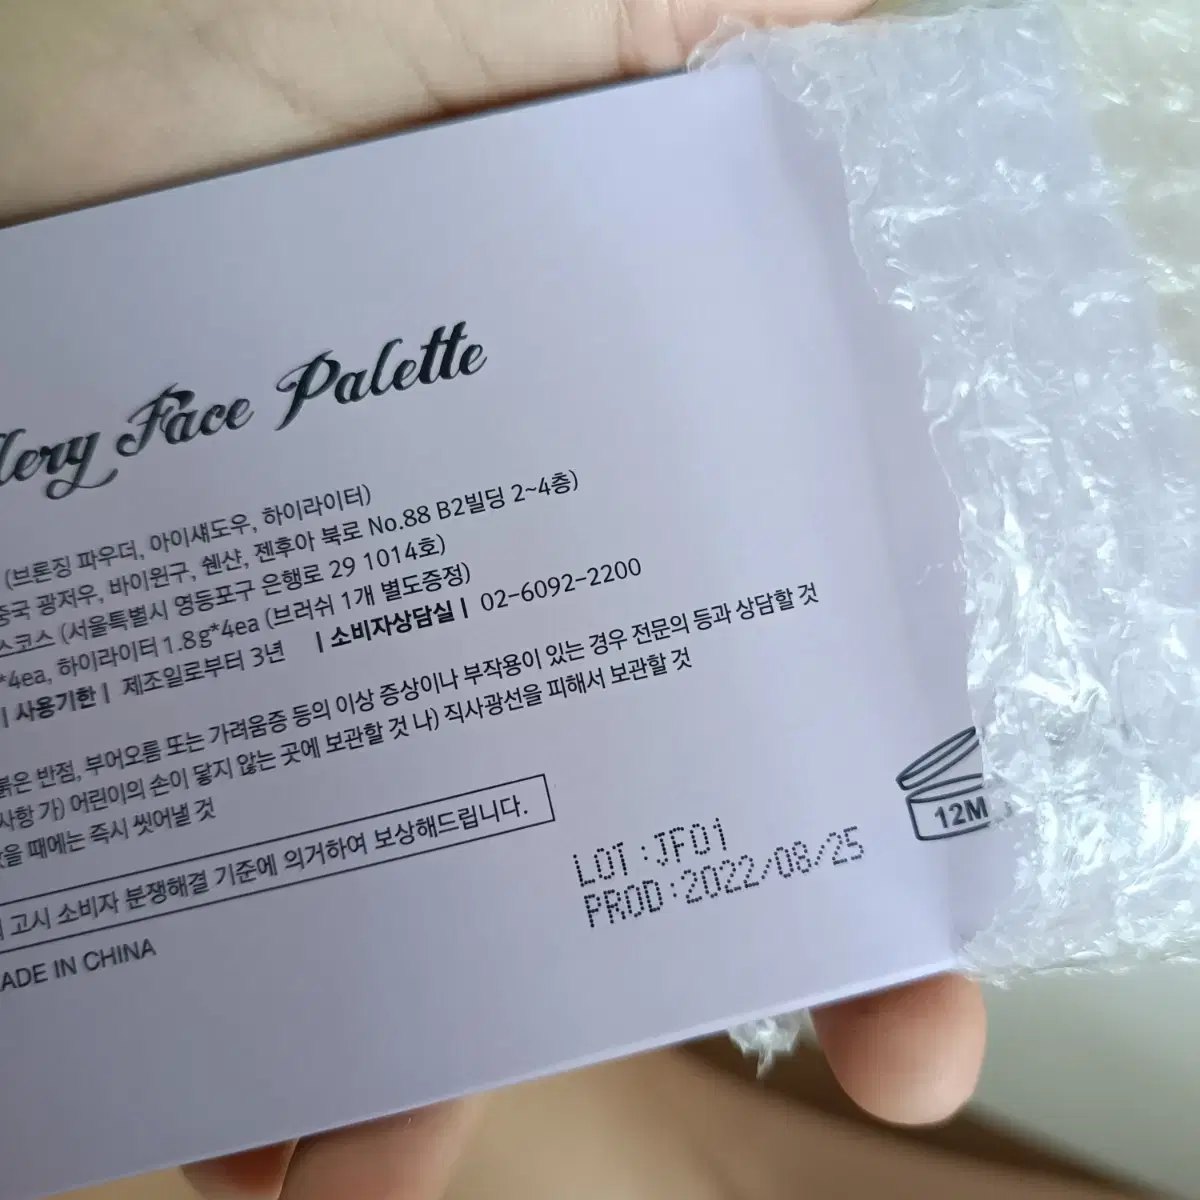 lery Face Palette
(브론징 파우더, 아이섀도우, 하이라이터)
중국 광저우, 바이윈구, 쉔샨, 젠후아 북로 No.88 B2빌딩 2~4층)
스코스 (서울특별시 영등포구 은행로 29 1014호)
*4ea, 하이라이터 1.8g*4ea (브러쉬 1개 별도증정)
| 사용기한 | 제조일로부터 3년 | 소비자상담실 | 02-6092-2200
붉은 반점, 부어오름 또는 가려움증 등의 이상 증상이나 부작용이 있는 경우 전문의 등과 상담할 것
사항 가) 어린이의 손이 닿지 않는 곳에 보관할 것 나) 직사광선을 피해서 보관할 것
을 때에는 즉시 씻어낼 것
고시 소비자 분쟁해결 기준에 의거하여 보상해드립니다.
ADE IN CHINA
LOT:JF01
PROD:2022/08/25
12M